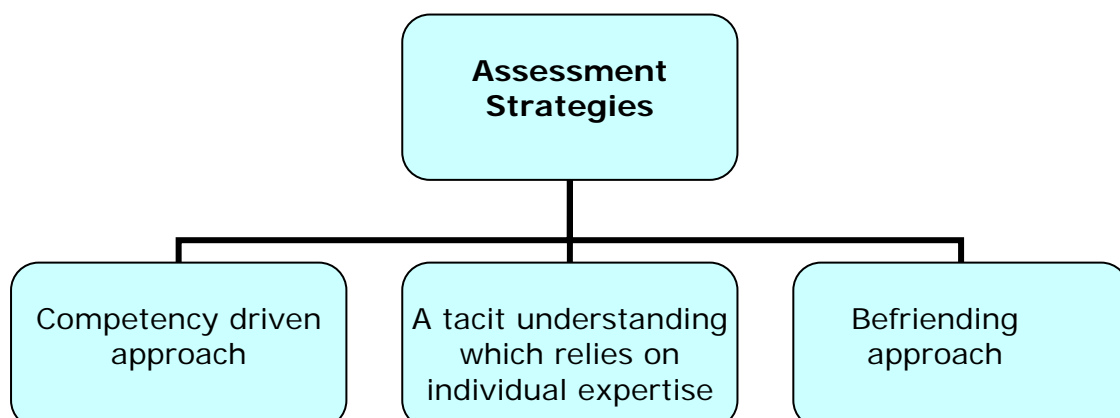 Assessment
Strategies
Competency driven
approach
A tacit understanding
which relies on
individual expertise
Befriending
approach